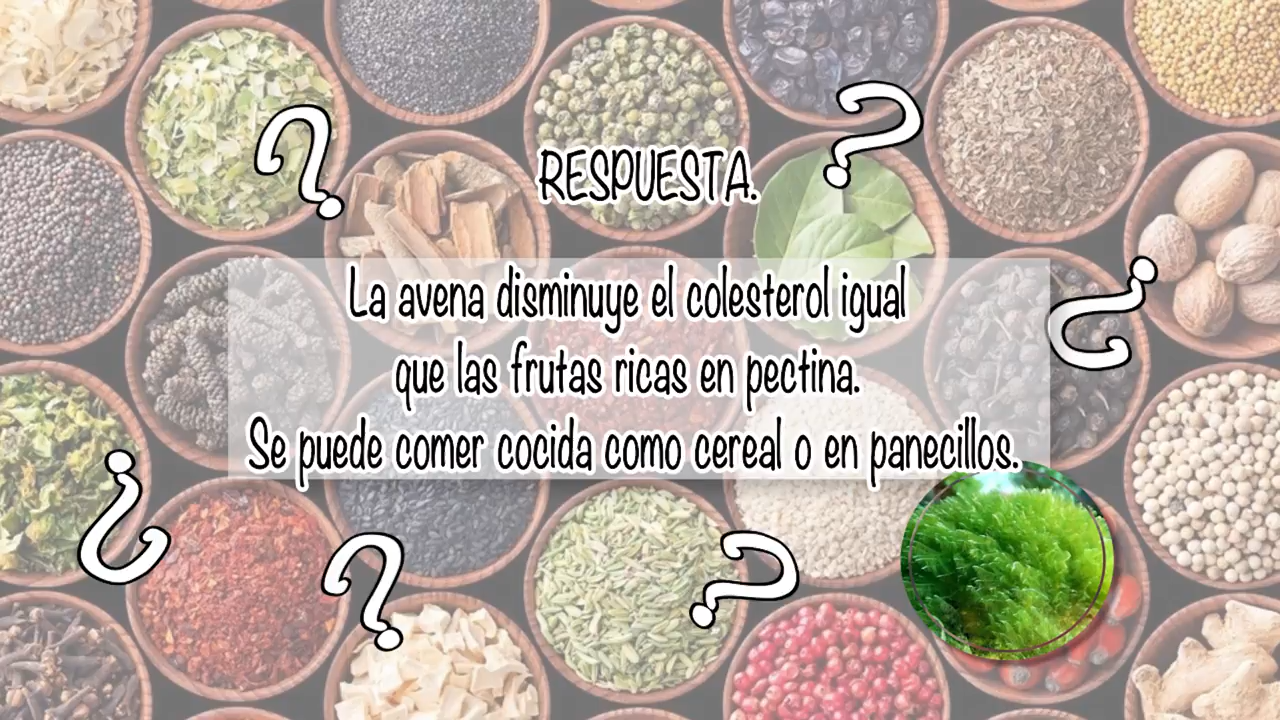 RESPUESTA.
La avena disminuye el colesterol igual
que las frutas ricas en pectina.
Se puede comer cocida como cereal o en panecillos.